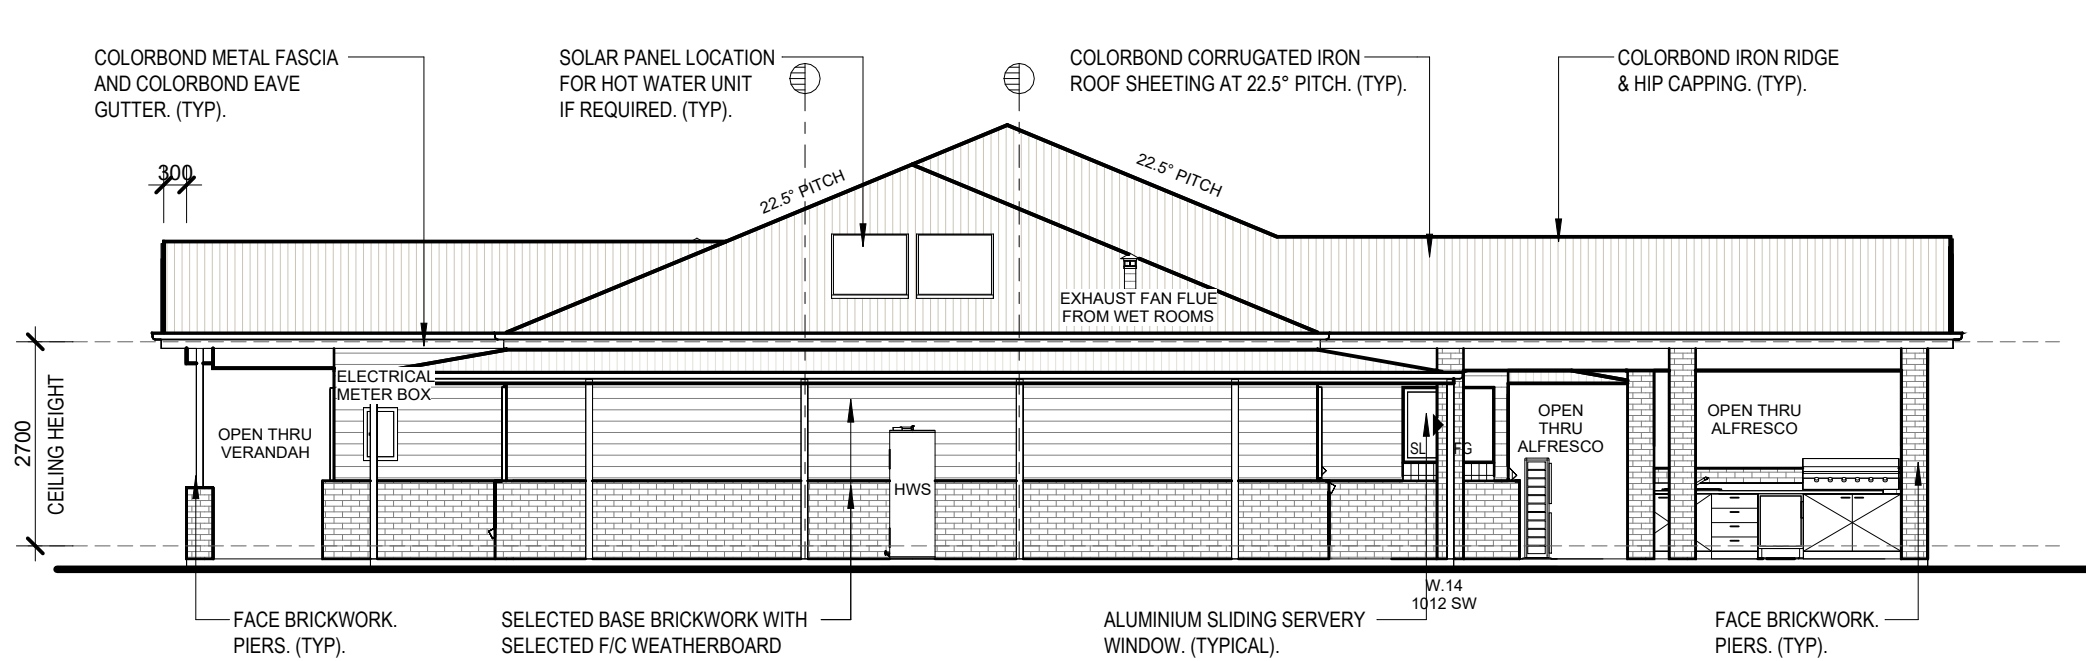 COLORBOND METAL FASCIA
AND COLORBOND EAVE
GUTTER. (TYP).
SOLAR PANEL LOCATION
FOR HOT WATER UNIT
IF REQUIRED. (TYP).
COLORBOND CORRUGATED IRON
ROOF SHEETING AT 22.5° PITCH. (TYP).
COLORBOND IRON RIDGE
& HIP CAPPING. (TYP).
300
22.5° PITCH
22.5° PITCH
EXHAUST FAN FLUE
FROM WET ROOMS
2700
CEILING HEIGHT
ELECTRICAL
METER BOX
OPEN THRU
VERANDAH
HWS
SL
FG
OPEN
THRU
ALFRESCO
OPEN THRU
ALFRESCO
W.14
1012 SW
FACE BRICKWORK.
PIERS. (TYP).
SELECTED BASE BRICKWORK WITH
SELECTED F/C WEATHERBOARD
ALUMINIUM SLIDING SERVERY
WINDOW. (TYPICAL).
FACE BRICKWORK.
PIERS. (TYP).